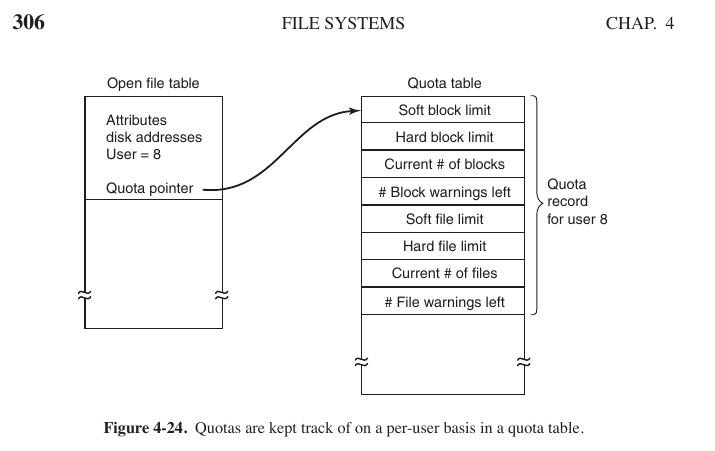 306
FILE SYSTEMS
CHAP. 4
Open file table
Attributes
disk addresses
User = 8
Quota pointer
Quota table
Soft block limit
Hard block limit
Current # of blocks
# Block warnings left
Soft file limit
Hard file limit
Current # of files
# File warnings left
Quota
record
for user 8
Figure 4-24. Quotas are kept track of on a per-user basis in a quota table.